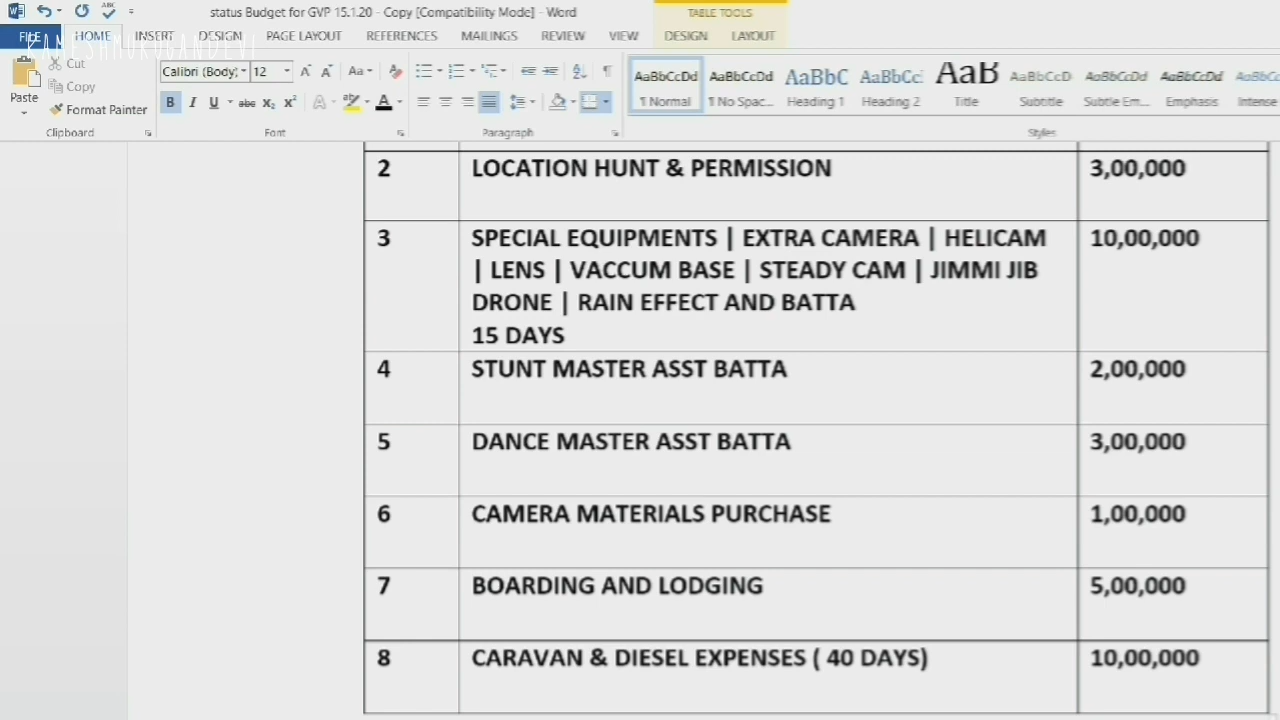 status Budget for GVP 15.1.20 - Copy [Compatibility Mode] - Word
TABLE TOOLS
FILE HOME INSERT DESIGN PAGE LAYOUT REFERENCES MAILINGS REVIEW VIEW DESIGN LAYOUT
KAMESHMURUGANDEVI
Cut
Copy
Paste
Format Painter
Calibri (Body) 12
AaBbCcDd AaBbCcDd AaBbC AaBbCc AaB AaBbCcD AaBbCcDd AaBbCcDd AaBbCc
¶ Normal ¶ No Spac... Heading 1 Heading 2 Title Subtitle Subtle Em... Emphasis Intense
Clipboard Font Paragraph Styles
2 LOCATION HUNT & PERMISSION 3,00,000
3 SPECIAL EQUIPMENTS | EXTRA CAMERA | HELICAM 10,00,000
| LENS | VACCUM BASE | STEADY CAM | JIMMI JIB
DRONE | RAIN EFFECT AND BATTA
15 DAYS
4 STUNT MASTER ASST BATTA 2,00,000
5 DANCE MASTER ASST BATTA 3,00,000
6 CAMERA MATERIALS PURCHASE 1,00,000
7 BOARDING AND LODGING 5,00,000
8 CARAVAN & DIESEL EXPENSES ( 40 DAYS) 10,00,000